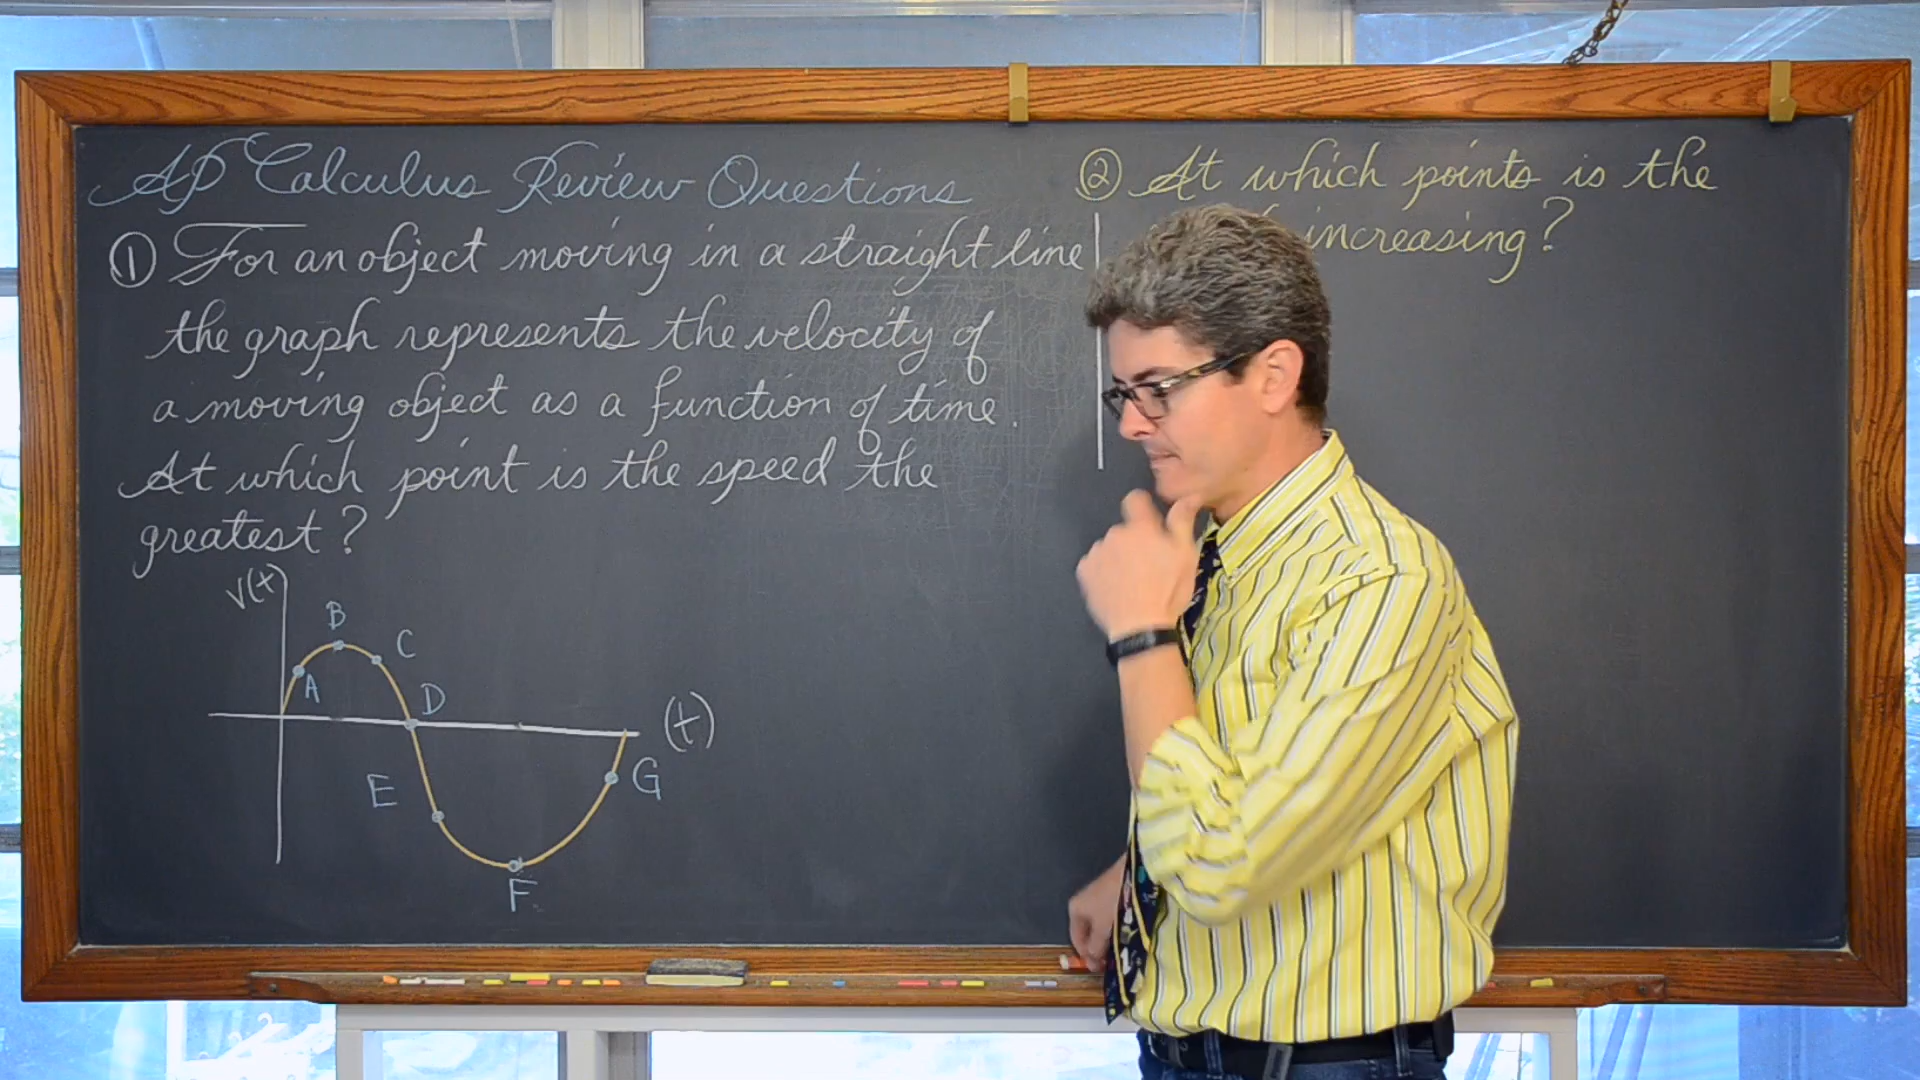 AP Calculus Review Questions
① For an object moving in a straight line
the graph represents the velocity of
a moving object as a function of time.
At which point is the speed the
greatest?
v(t)
B
C
A
D
(t)
E
G
F
② At which points is the
increasing?